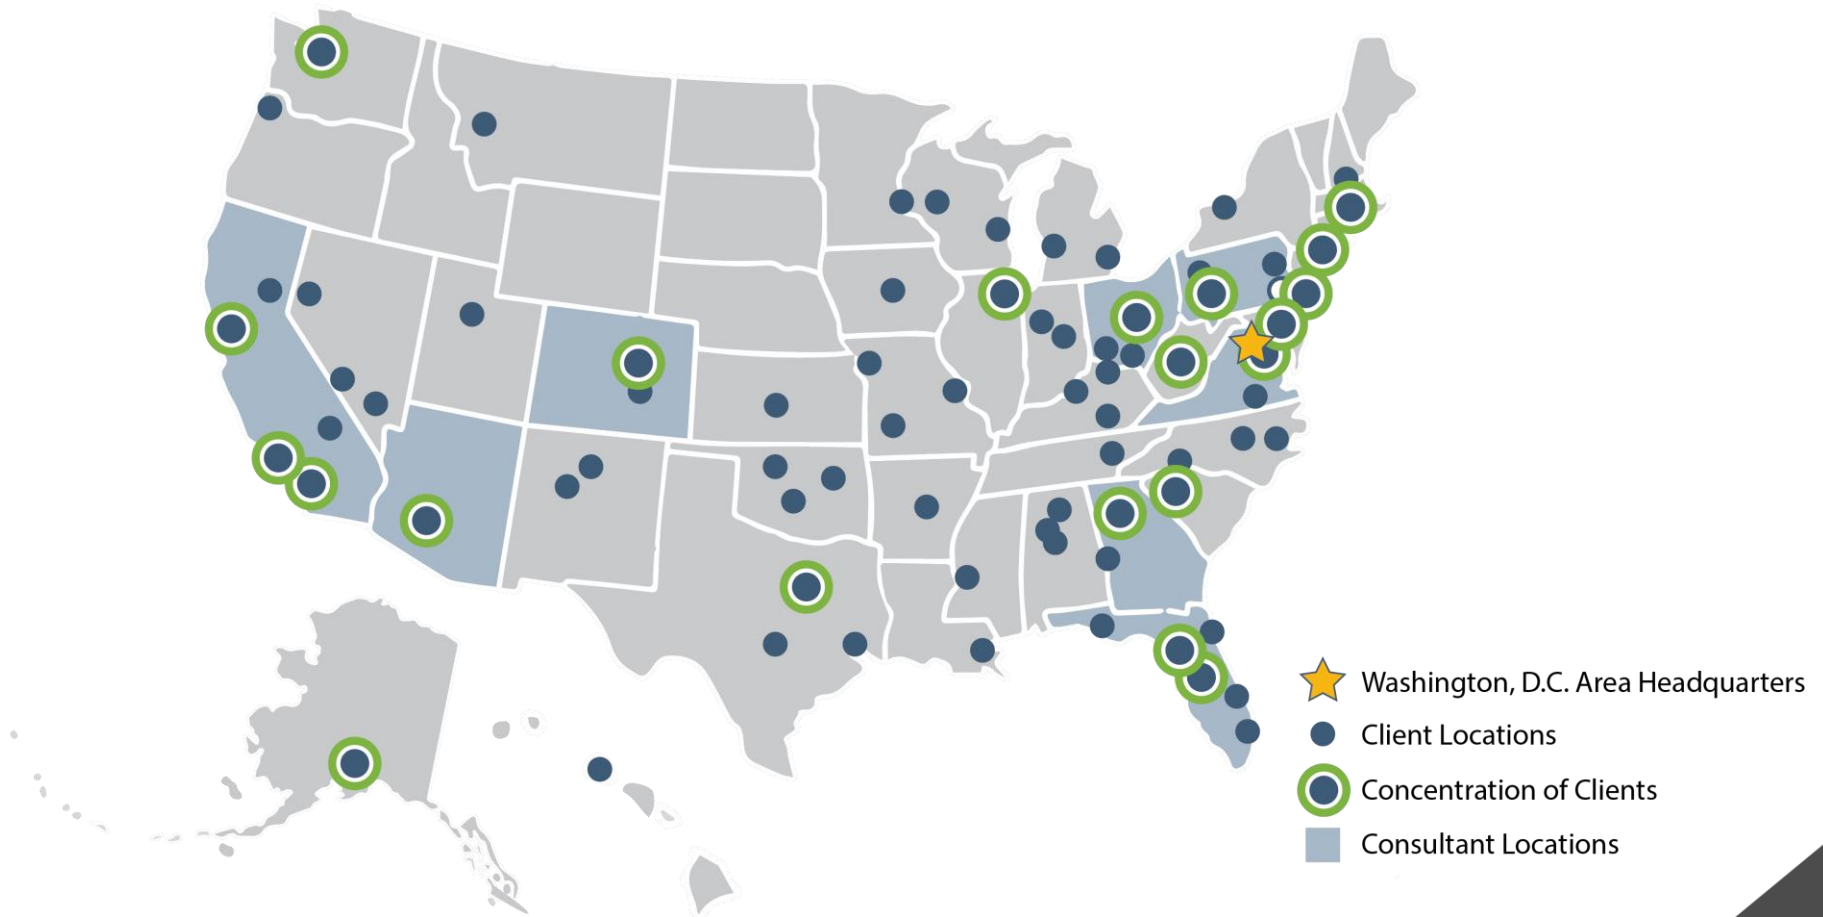 Washington, D.C. Area Headquarters
Client Locations
Concentration of Clients
Consultant Locations